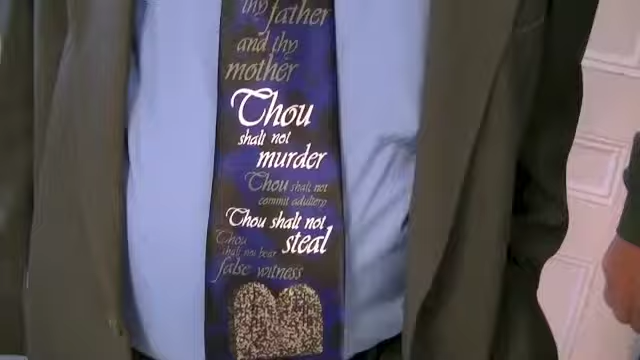 thy father
and thy
mother
Thou
shalt not
murder
Thou shalt not
commit adultery
Thou shalt not
steal
Thou
shalt not bear
false witness